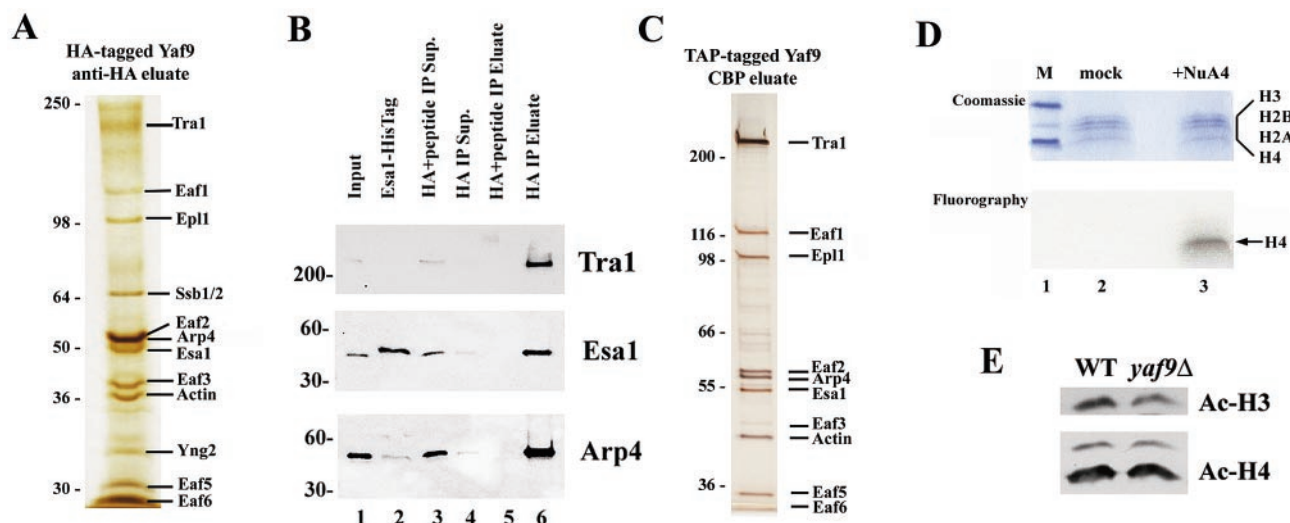 A
HA-tagged Yaf9
anti-HA eluate
250 -
98 -
64 -
50 -
36 -
30 -
Tra1
Eaf1
Epl1
Ssb1/2
Eaf2
Arp4
Esa1
Eaf3
Actin
Yng2
Eaf5
Eaf6
B
Input
Esa1-HisTag
HA+peptide IP Sup.
HA IP Sup.
HA+peptide IP Eluate
HA IP Eluate
200 -
Tra1
60-
30-
Esa1
60-
30-
Arp4
1 2 3 4 5 6
C
TAP-tagged Yaf9
CBP eluate
200 -
116 -
98 -
66 -
55 -
36 -
Tra1
Eaf1
Epl1
Eaf2
Arp4
Esa1
Eaf3
Actin
Eaf5
Eaf6
D
M mock +NuA4
Coomassie
H3
H2B
H2A
H4
Fluorography
H4
1 2 3
E
WT yaf9Δ
Ac-H3
Ac-H4